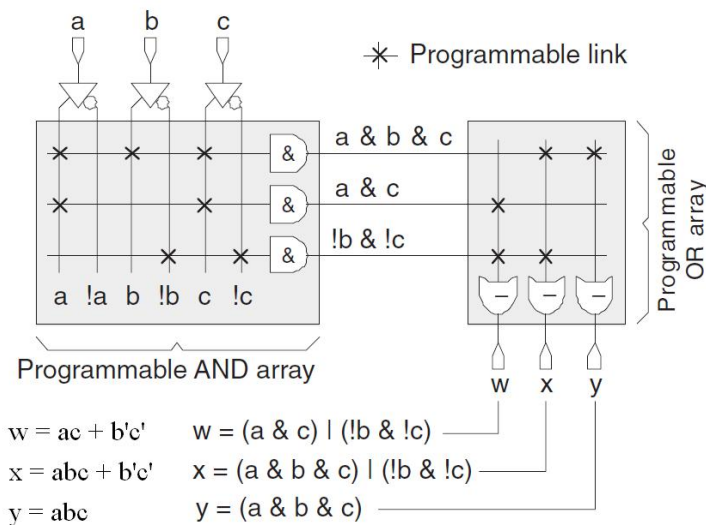 a b c
Programmable link
& a & b & c
& a & c
& !b & !c
a !a b !b c !c
Programmable OR array
Programmable AND array
w x y
w = ac + b'c' w = (a & c) | (!b & !c)
x = abc + b'c' x = (a & b & c) | (!b & !c)
y = abc y = (a & b & c)